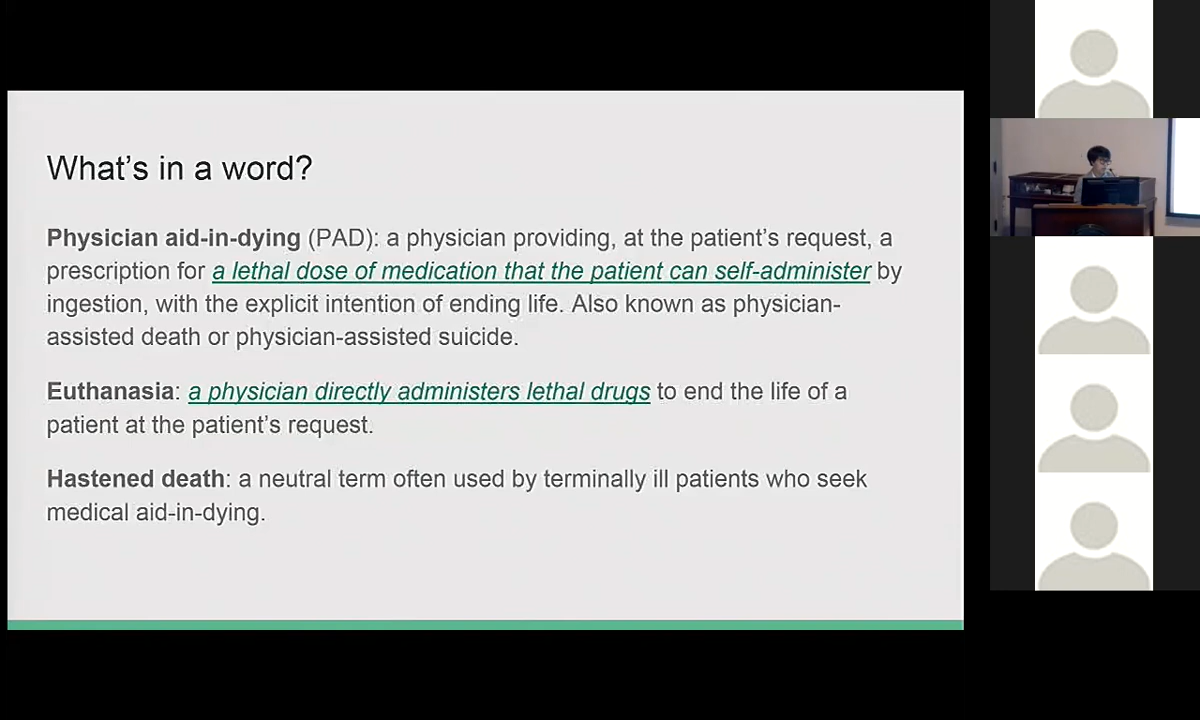 What's in a word?
Physician aid-in-dying (PAD): a physician providing, at the patient's request, a
prescription for a lethal dose of medication that the patient can self-administer by
ingestion, with the explicit intention of ending life. Also known as physician-
assisted death or physician-assisted suicide.
Euthanasia: a physician directly administers lethal drugs to end the life of a
patient at the patient's request.
Hastened death: a neutral term often used by terminally ill patients who seek
medical aid-in-dying.